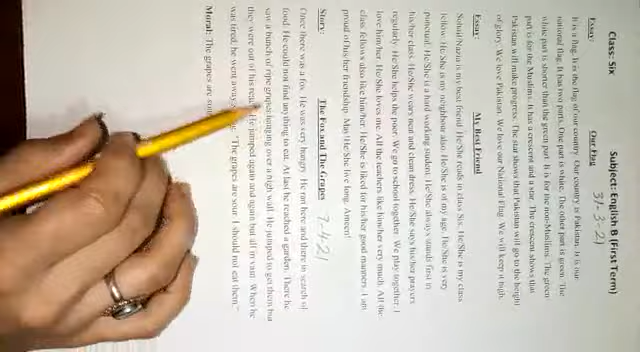 Class: Six Subject: English B (First Term)
Essay: Our Flag 31-3-21
It is a flag. It is the flag of our country. Our country is Pakistan. It is our
national flag. It has two parts. One part is white. The other part is green. The
white part is shorter than the green part. It is for the non-Muslims. The green
part is for the Muslims. It has a crescent and a star. The crescent shows that
Pakistan will make progress. The star shows that Pakistan will go to the height
of glory. We love Pakistan. We love our National Flag. We will keep it high.
Essay: My Best Friend
Sohail/Nazia is my best friend. He/She reads in class Six. He/She is my class
fellow. He/She is my neighbour also. He/She is of my age. He/She is very
punctual. He/She is a hard working student. He/She always stands first in
his/her class. He/She wears neat and clean dress. He/She says his/her prayers
regularly. He/She helps the poor. We go to school together. We play together. I
love him/her. He/She loves me. All the teachers like him/her very much. All the
class fellows also like him/her. He/She is liked for his/her good manners. I am
proud of his/her friendship. May He/She live long. Ameen!
Story: The Fox and The Grapes 7-4-21
Once there was a fox. He was very hungry. He ran here and there in search of
food. He could not find anything to eat. At last he reached a garden. There he
saw a bunch of ripe grapes hanging over a high wall. He jumped to get them but
they were out of his He jumped again and again but all in vain. When he
was tired, he went away "The grapes are sour. I should not eat them."
Moral: The grapes are